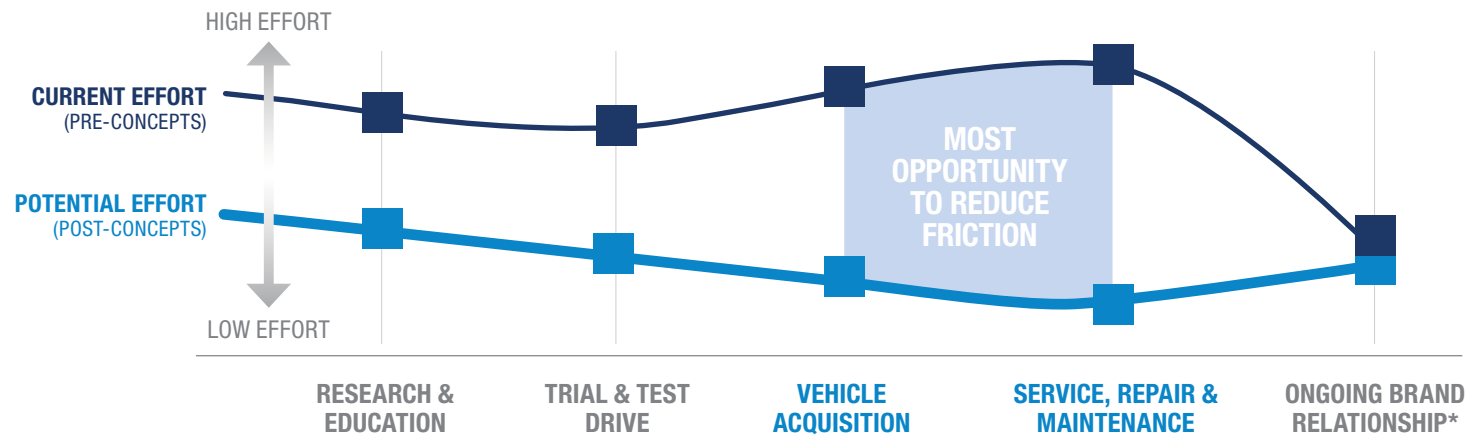 HIGH EFFORT
CURRENT EFFORT
(PRE-CONCEPTS)
POTENTIAL EFFORT
(POST-CONCEPTS)
LOW EFFORT
MOST
OPPORTUNITY
TO REDUCE
FRICTION
RESEARCH &
EDUCATION
TRIAL & TEST
DRIVE
VEHICLE
ACQUISITION
SERVICE, REPAIR &
MAINTENANCE
ONGOING BRAND
RELATIONSHIP*